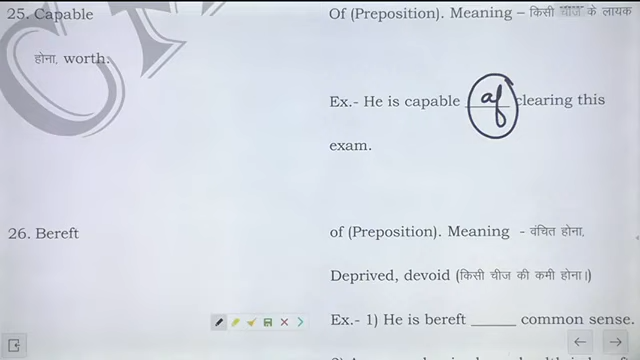 25. Capable Of (Preposition). Meaning – किसी चीज के लायक
होना, worth.
Ex.- He is capable of clearing this
exam.
26. Bereft of (Preposition). Meaning - वंचित होना,
Deprived, devoid (किसी चीज की कमी होना।)
Ex.- 1) He is bereft _____ common sense.